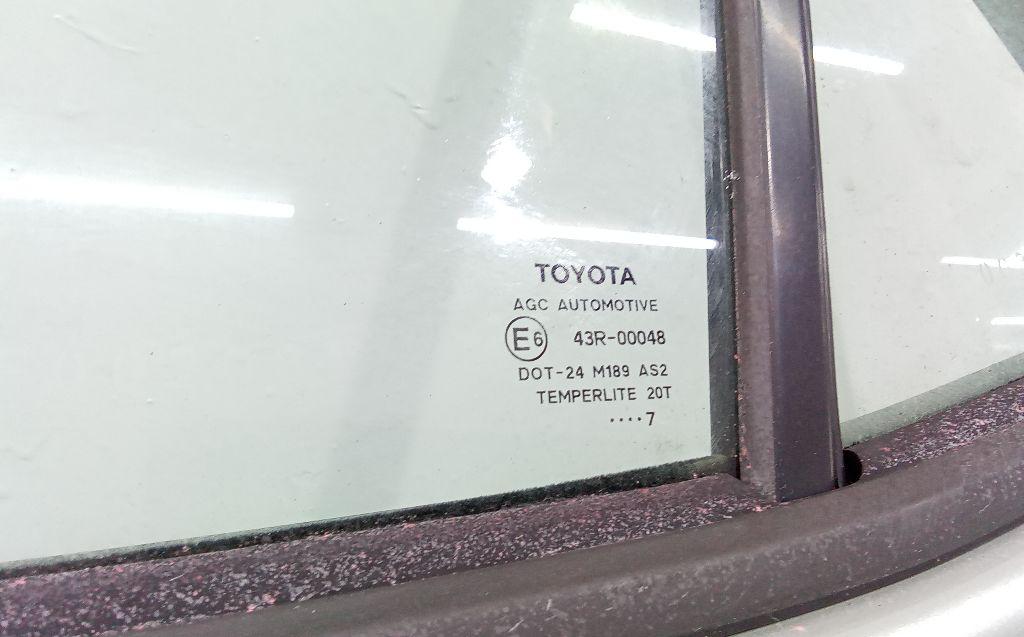 TOYOTA
AGC AUTOMOTIVE
E6 43R-00048
DOT-24 M189 AS2
TEMPERLITE 20T
····7